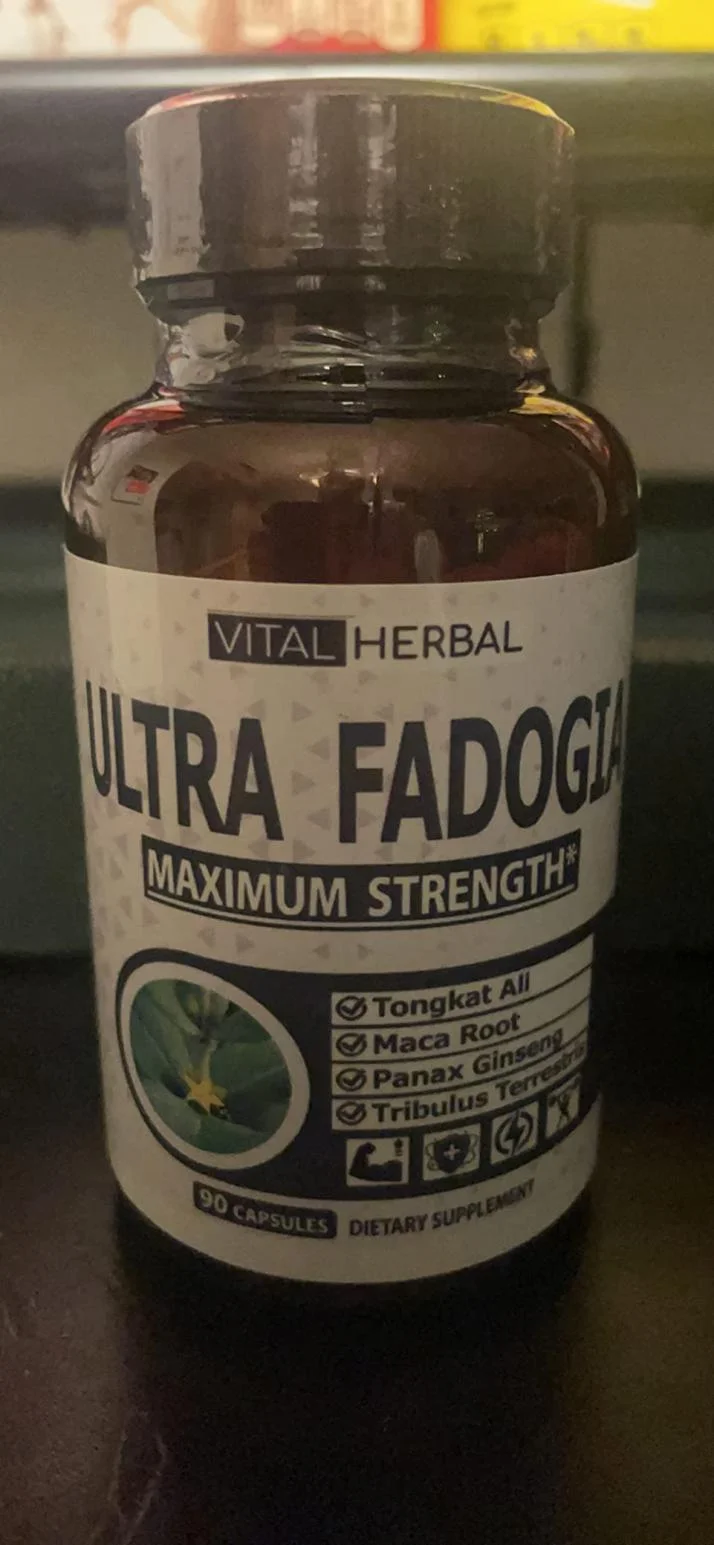 VITAL HERBAL
ULTRA FADOGIA
MAXIMUM STRENGTH*
Tongkat Ali
Maca Root
Panax Ginseng
Tribulus Terrestris
90 CAPSULES DIETARY SUPPLEMENT